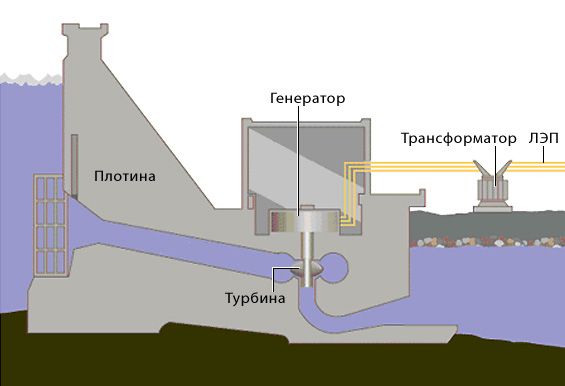 Генератор
Трансформатор
ЛЭП
Плотина
Турбина